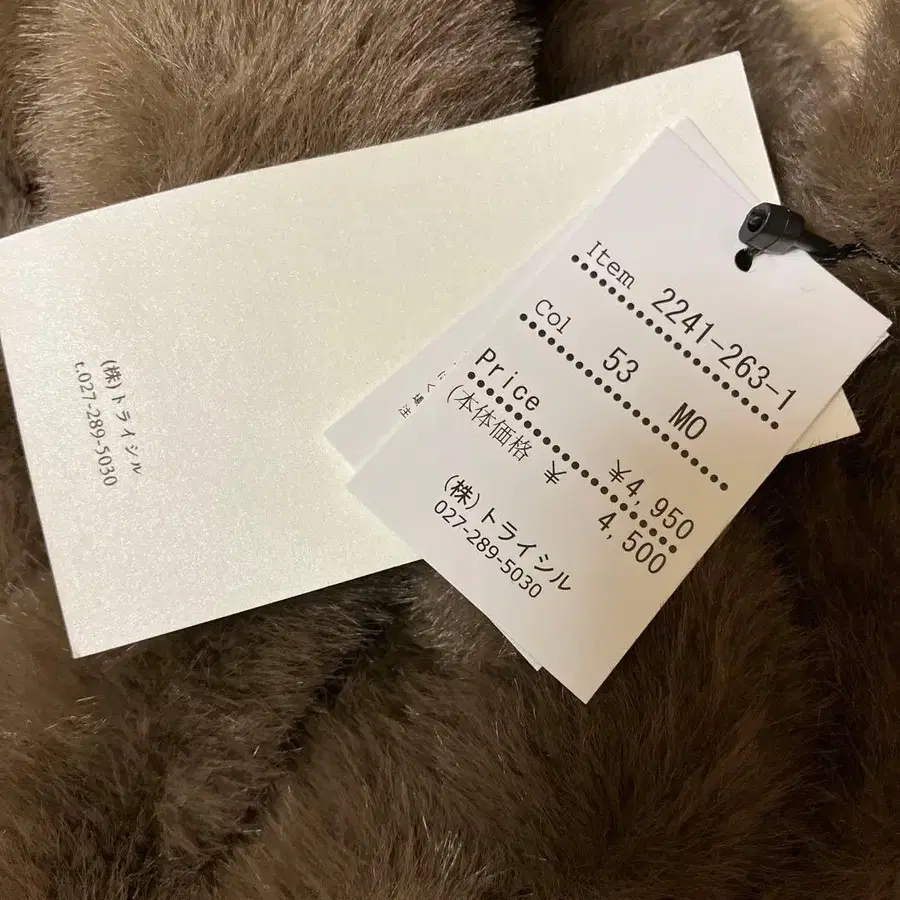 (株)トライシル
t.027-289-5030
Item 2241-263-1
Col 53 MO
Price ¥4,950
(本体価格 ¥ 4,500
(株)トライシル
027-289-5030